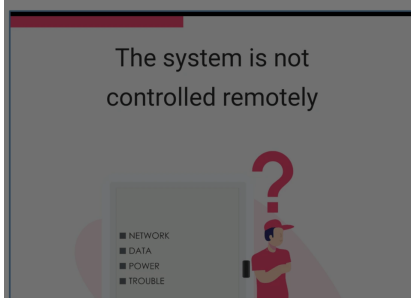 The system is not
controlled remotely
NETWORK
DATA
POWER
TROUBLE